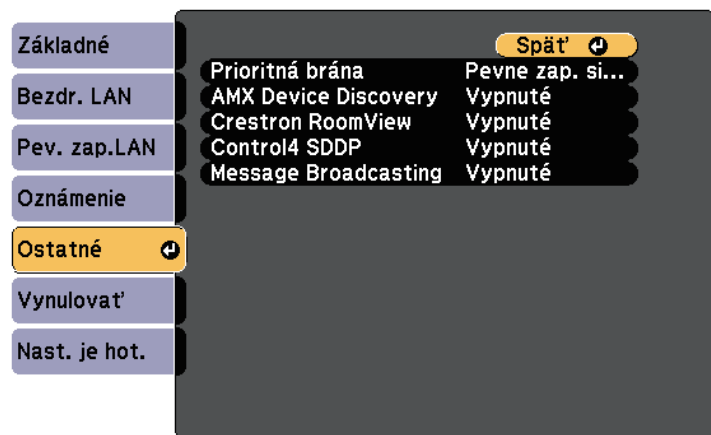 Základné
Bezdr. LAN
Pev. zap.LAN
Oznámenie
Ostatné
Vynulovať
Nast. je hot.
Späť
Prioritná brána Pevne zap. si...
AMX Device Discovery Vypnuté
Crestron RoomView Vypnuté
Control4 SDDP Vypnuté
Message Broadcasting Vypnuté